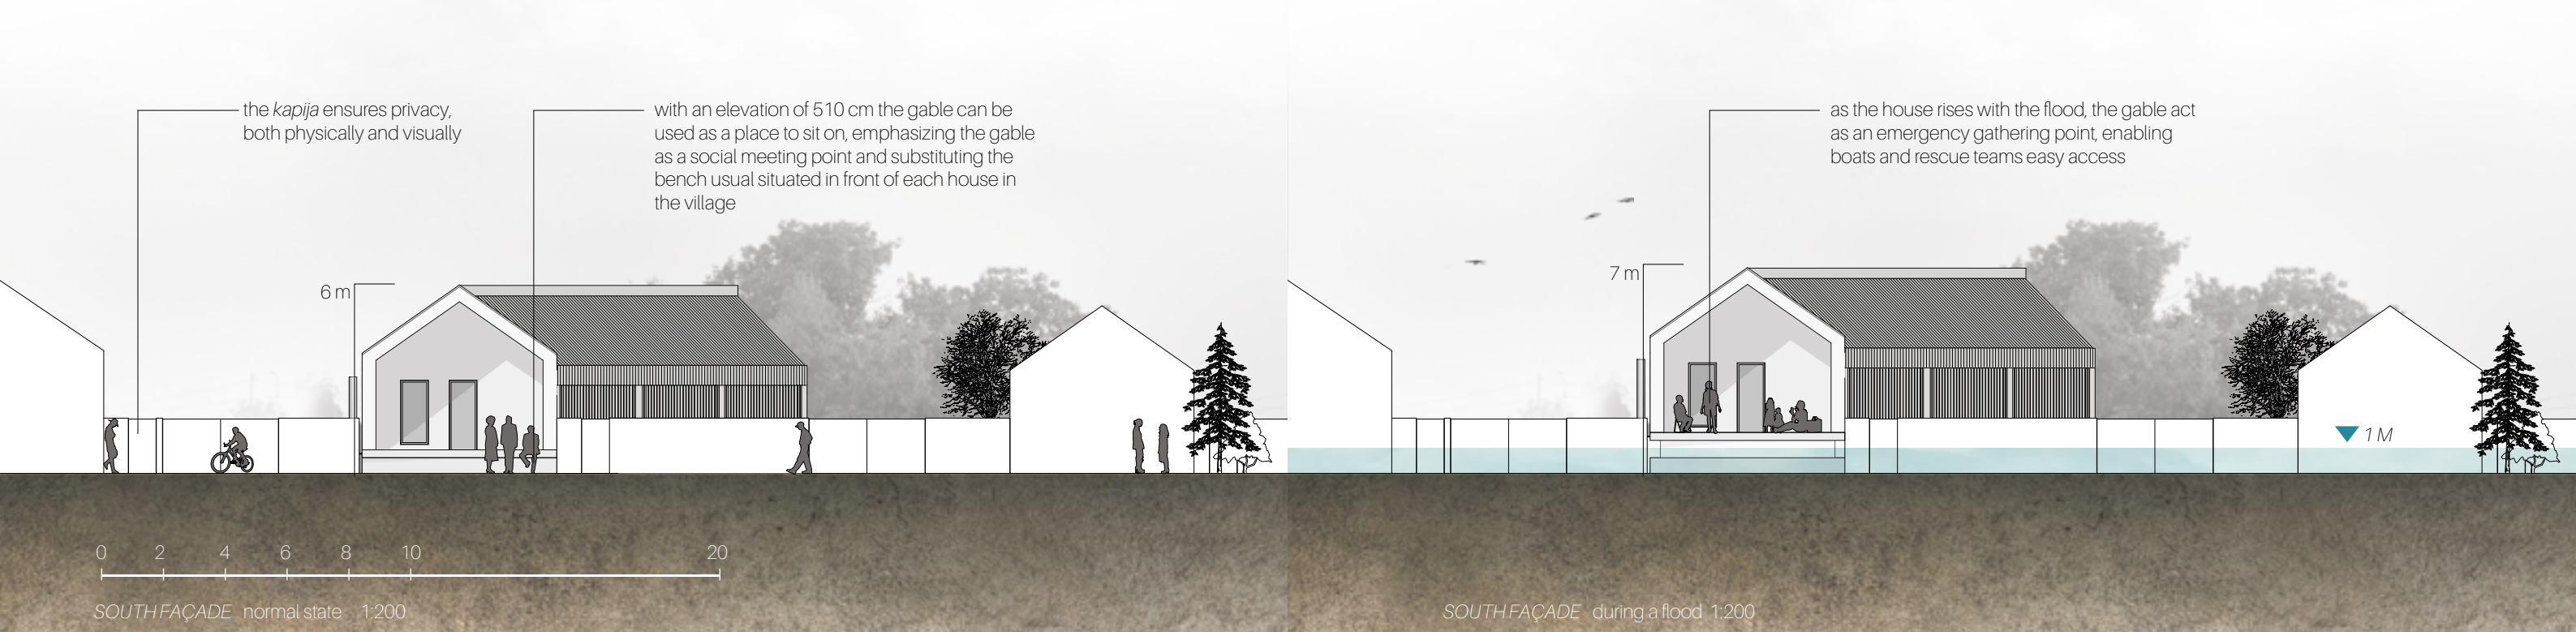 the kapija ensures privacy,
both physically and visually
with an elevation of 510 cm the gable can be
used as a place to sit on, emphasizing the gable
as a social meeting point and substituting the
bench usual situated in front of each house in
the village
6 m
0 2 4 6 8 10 20
SOUTH FAÇADE normal state 1:200
as the house rises with the flood, the gable act
as an emergency gathering point, enabling
boats and rescue teams easy access
7 m
1 M
SOUTH FAÇADE during a flood 1:200